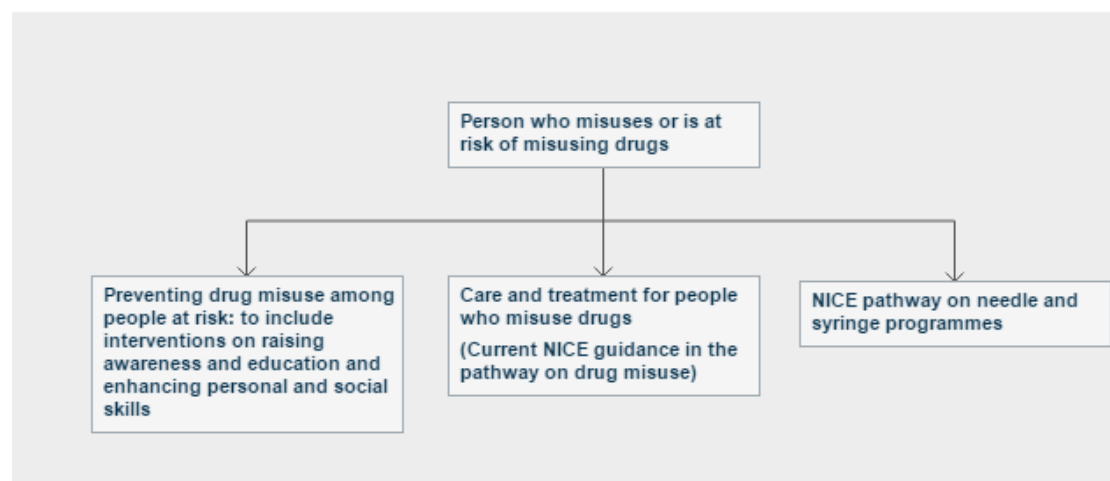 Person who misuses or is at
risk of misusing drugs
Preventing drug misuse among
people at risk: to include
interventions on raising
awareness and education and
enhancing personal and social
skills
Care and treatment for people
who misuse drugs
(Current NICE guidance in the
pathway on drug misuse)
NICE pathway on needle and
syringe programmes